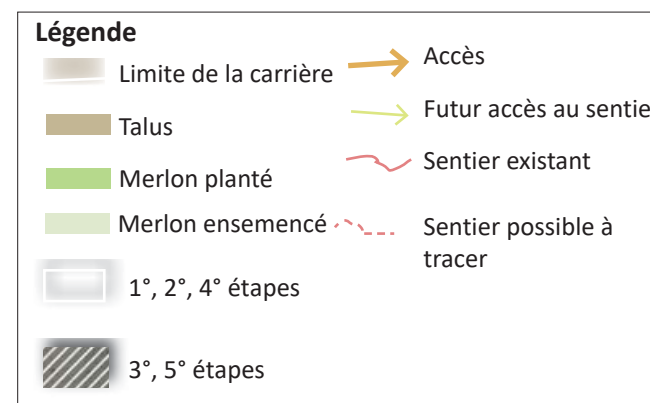 Légende
Limite de la carrière
Talus
Merlon planté
Merlon ensemencé
1°, 2°, 4° étapes
3°, 5° étapes
Accès
Futur accès au sentie
Sentier existant
Sentier possible à
tracer